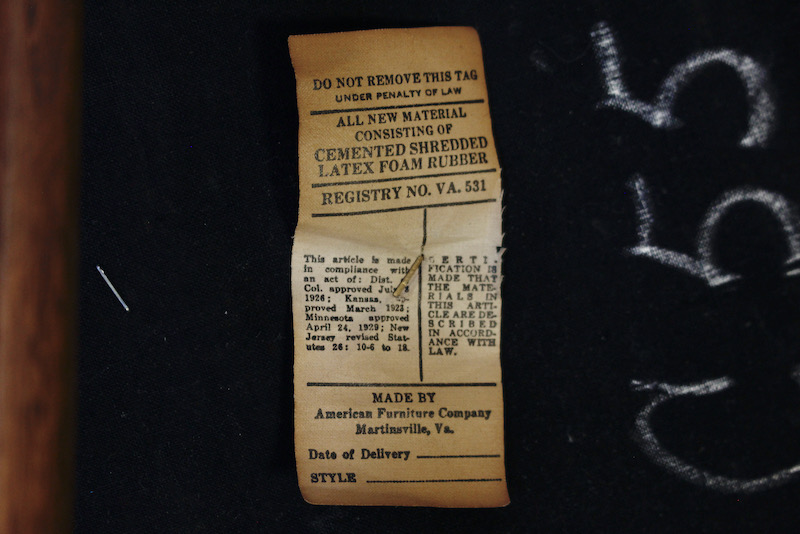 DO NOT REMOVE THIS TAG
UNDER PENALTY OF LAW
ALL NEW MATERIAL
CONSISTING OF
CEMENTED SHREDDED
LATEX FOAM RUBBER
REGISTRY NO. VA. 531
This article is made
in compliance with
an act of: Dist.
Col. approved July
1926; Kansas,
proved March 1923;
Minnesota approved
April 24, 1929; New
Jersey revised Stat-
utes 26: 10-6 to 18.
CERTI-
FICATION IS
MADE THAT
THE MATE-
RIALS IN
THIS ARTI-
CLE ARE DE-
SCRIBED
IN ACCORD-
ANCE WITH
LAW.
MADE BY
American Furniture Company
Martinsville, Va.
Date of Delivery
STYLE